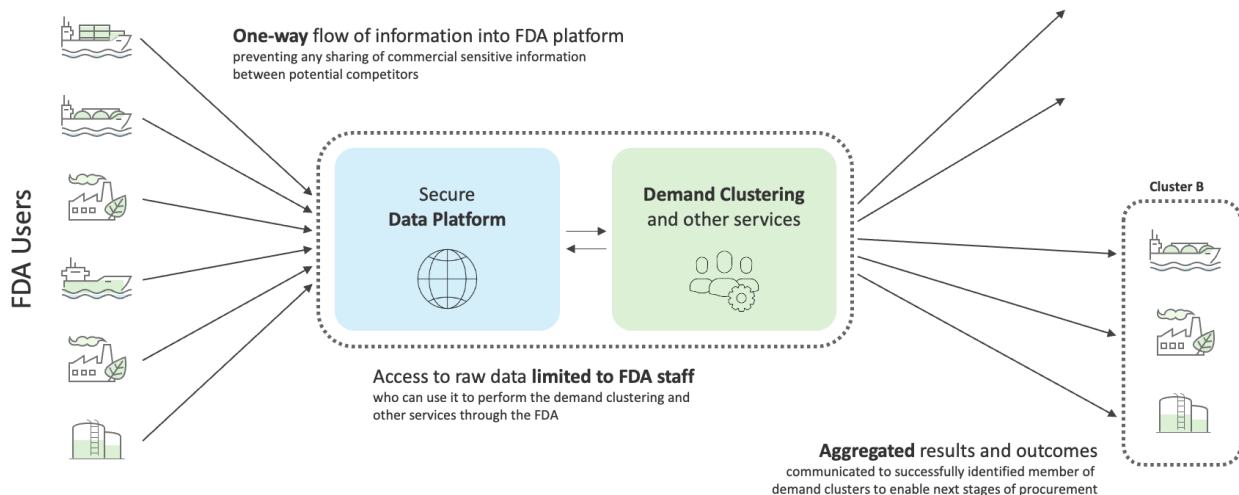 One-way flow of information into FDA platform
preventing any sharing of commercial sensitive information
between potential competitors
FDA Users
Secure
Data Platform
Demand Clustering
and other services
Cluster B
Access to raw data limited to FDA staff
who can use it to perform the demand clustering and
other services through the FDA
Aggregated results and outcomes
communicated to successfully identified member of
demand clusters to enable next stages of procurement